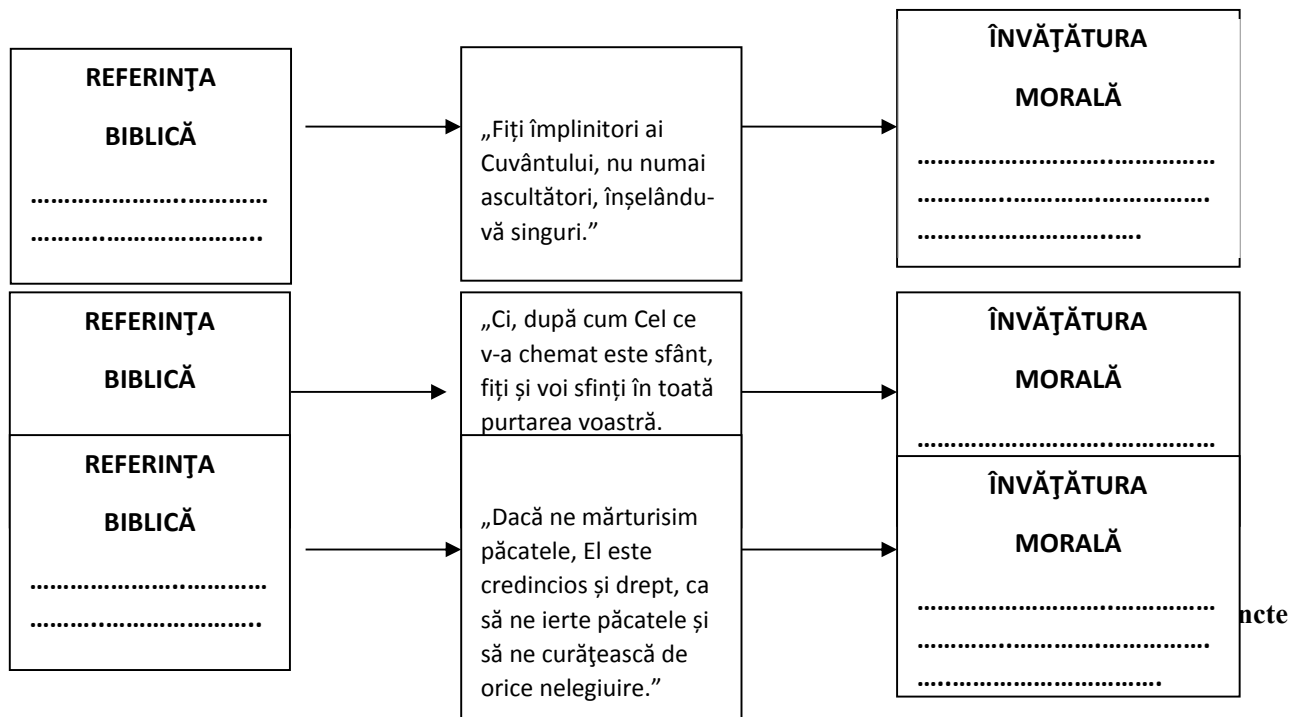 REFERINŢA
BIBLICĂ
…………………..…………
………..…………………..
„Fiți împlinitori ai
Cuvântului, nu numai
ascultători, înșelându-
vă singuri.”
ÎNVĂŢĂTURA
MORALĂ
……………………..……………
…………..……………………….
……………………..….
REFERINŢA
BIBLICĂ
„Ci, după cum Cel ce
v-a chemat este sfânt,
fiți și voi sfinți în toată
purtarea voastră.
ÎNVĂŢĂTURA
MORALĂ
……………………..……………
REFERINŢA
BIBLICĂ
…………………..…………
………..…………………..
„Dacă ne mărturisim
păcatele, El este
credincios și drept, ca
să ne ierte păcatele și
să ne curăţească de
orice nelegiuire.”
ÎNVĂŢĂTURA
MORALĂ
……………………..……………
…………..……………………….
…..……………………….
ncte